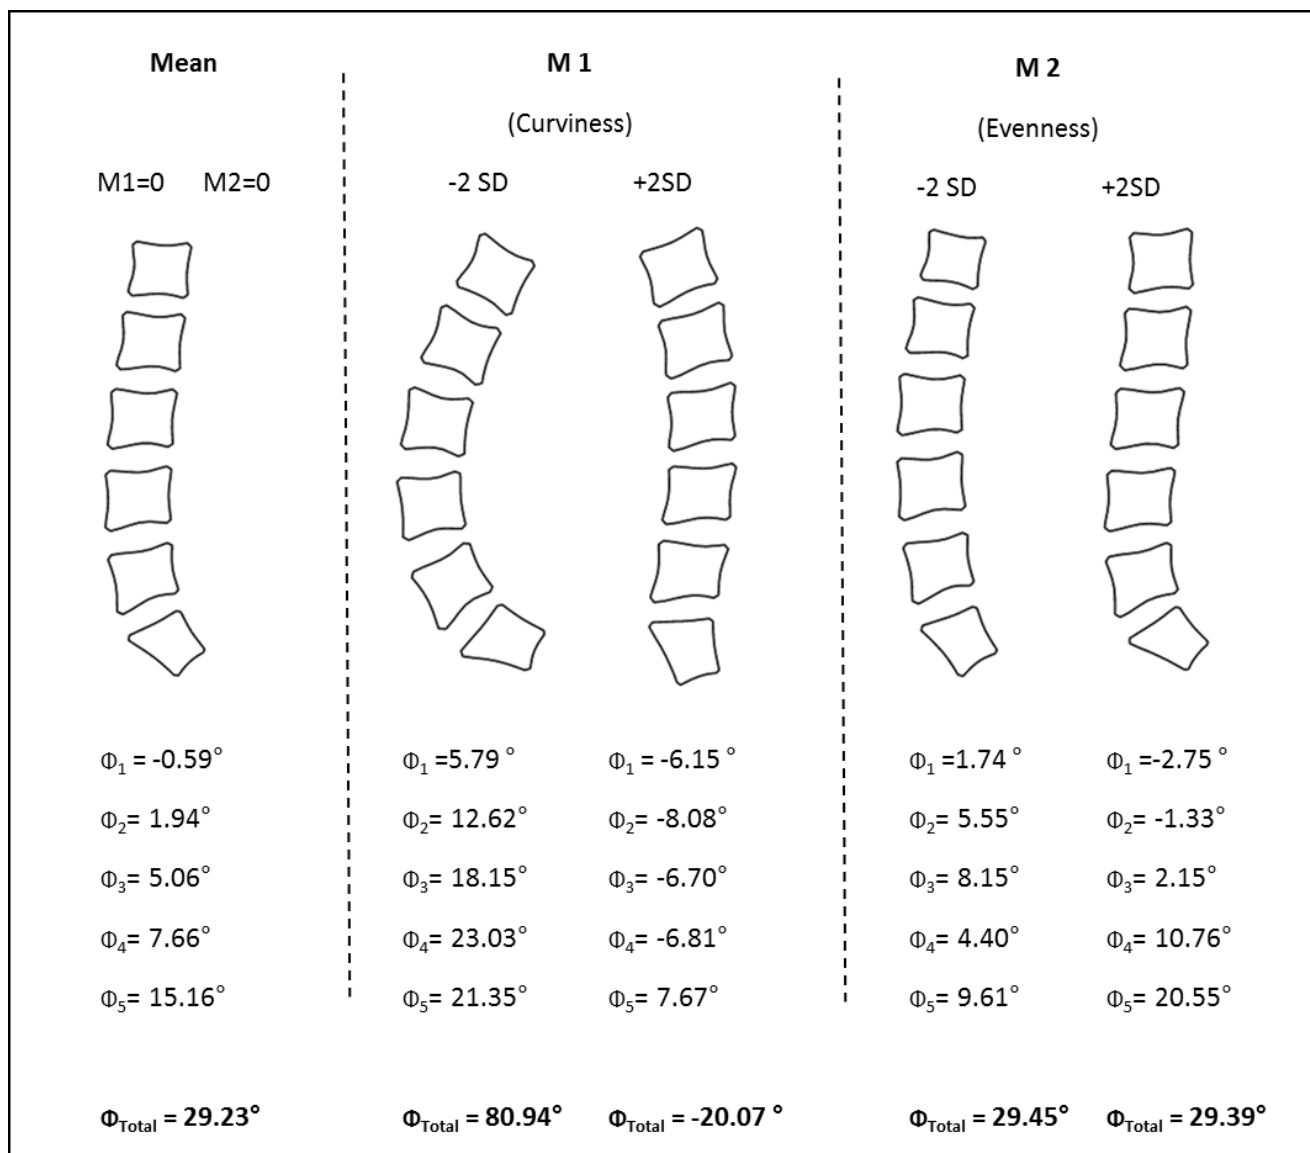 Mean M 1 M 2
(Curviness) (Evenness)
M1=0 M2=0 -2 SD +2SD -2 SD +2SD
Φ1 = -0.59° Φ1 =5.79 ° Φ1 = -6.15 ° Φ1 =1.74 ° Φ1 =-2.75 °
Φ2= 1.94° Φ2= 12.62° Φ2= -8.08° Φ2= 5.55° Φ2= -1.33°
Φ3= 5.06° Φ3= 18.15° Φ3= -6.70° Φ3= 8.15° Φ3= 2.15°
Φ4= 7.66° Φ4= 23.03° Φ4= -6.81° Φ4= 4.40° Φ4= 10.76°
Φ5= 15.16° Φ5= 21.35° Φ5= 7.67° Φ5= 9.61° Φ5= 20.55°
ΦTotal = 29.23° ΦTotal = 80.94° ΦTotal = -20.07 ° ΦTotal = 29.45° ΦTotal = 29.39°